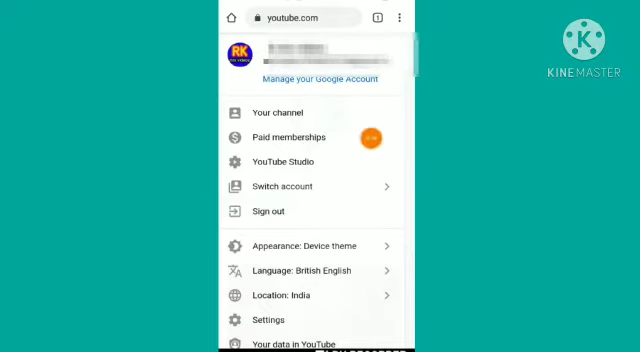 youtube.com
1
KINEMASTER
RK
Manage your Google Account
Your channel
Paid memberships
YouTube Studio
Switch account
Sign out
Appearance: Device theme
Language: British English
Location: India
Settings
Your data in YouTube